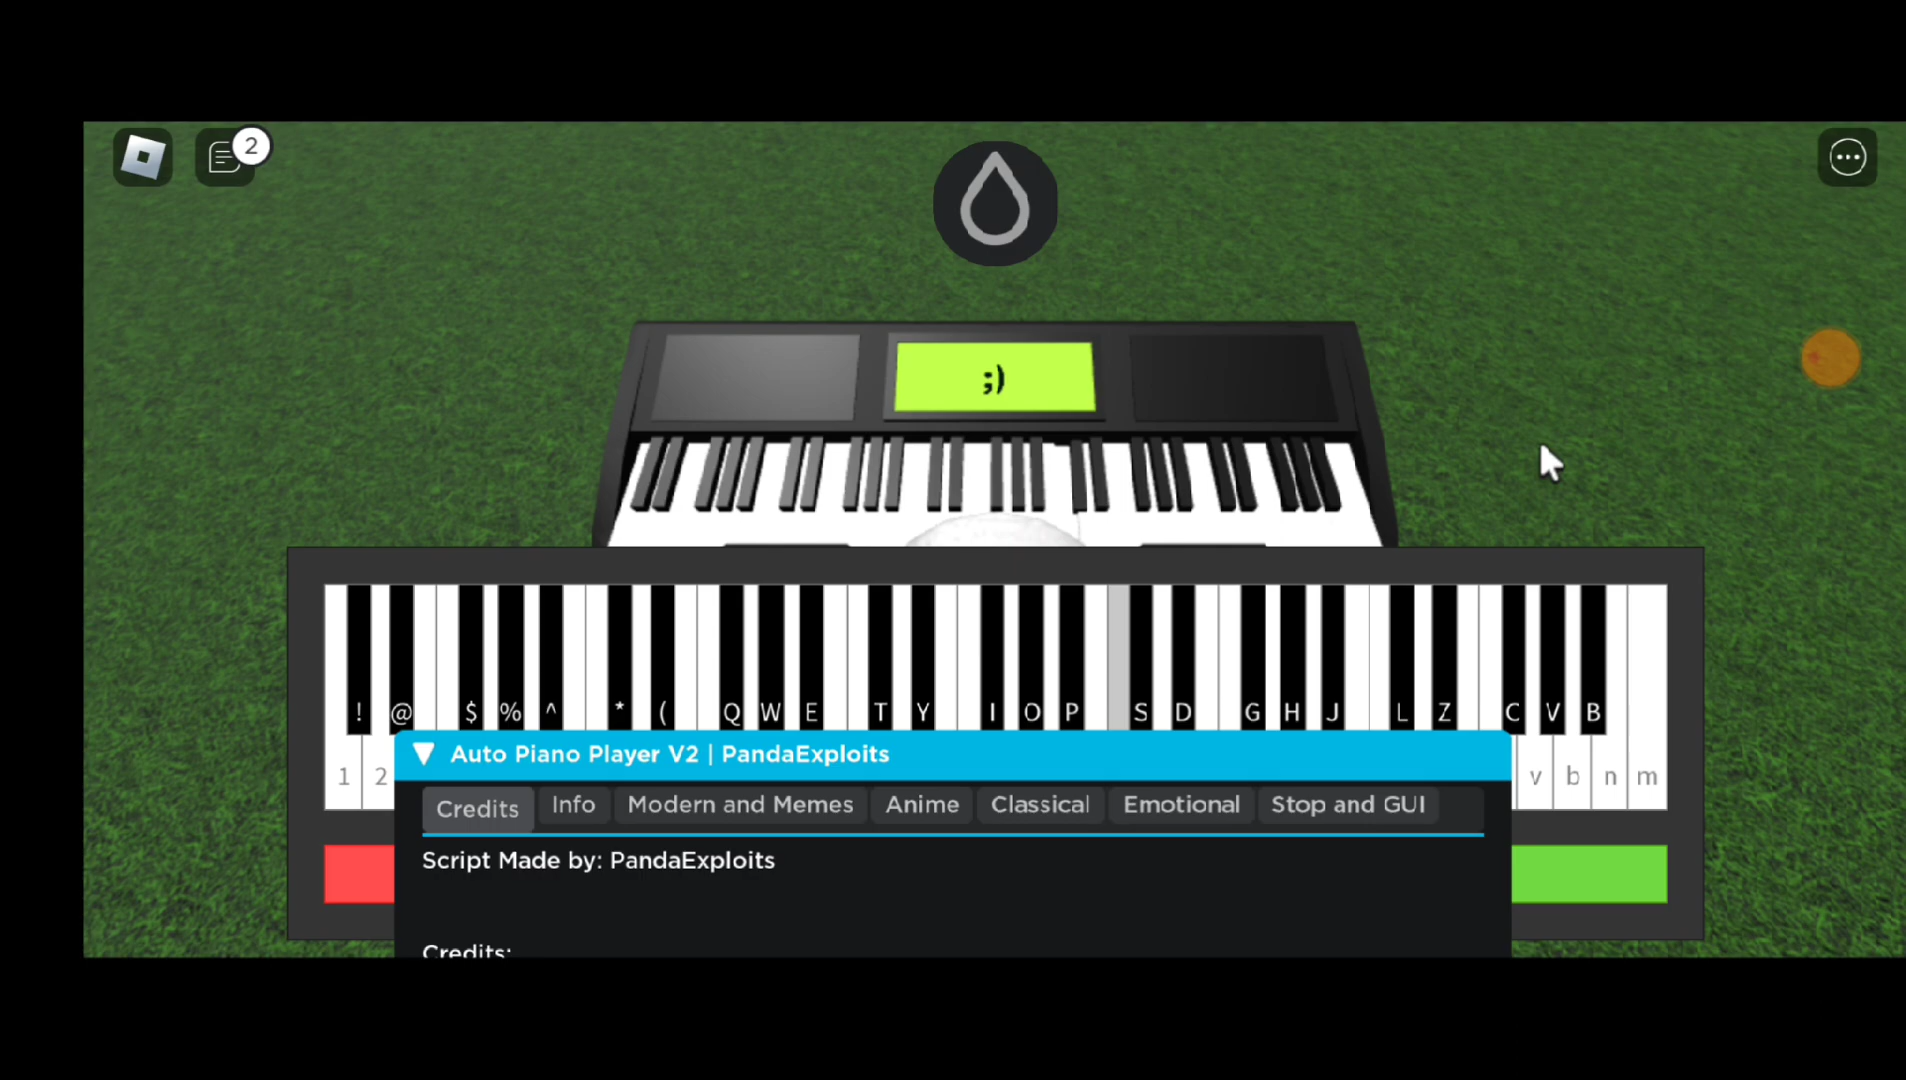 2
;)
! @ $ % ^ * ( Q W E T Y I O P S D G H J L Z C V B
1 2 v b n m
Auto Piano Player V2 | PandaExploits
Credits Info Modern and Memes Anime Classical Emotional Stop and GUI
Script Made by: PandaExploits
Credits: